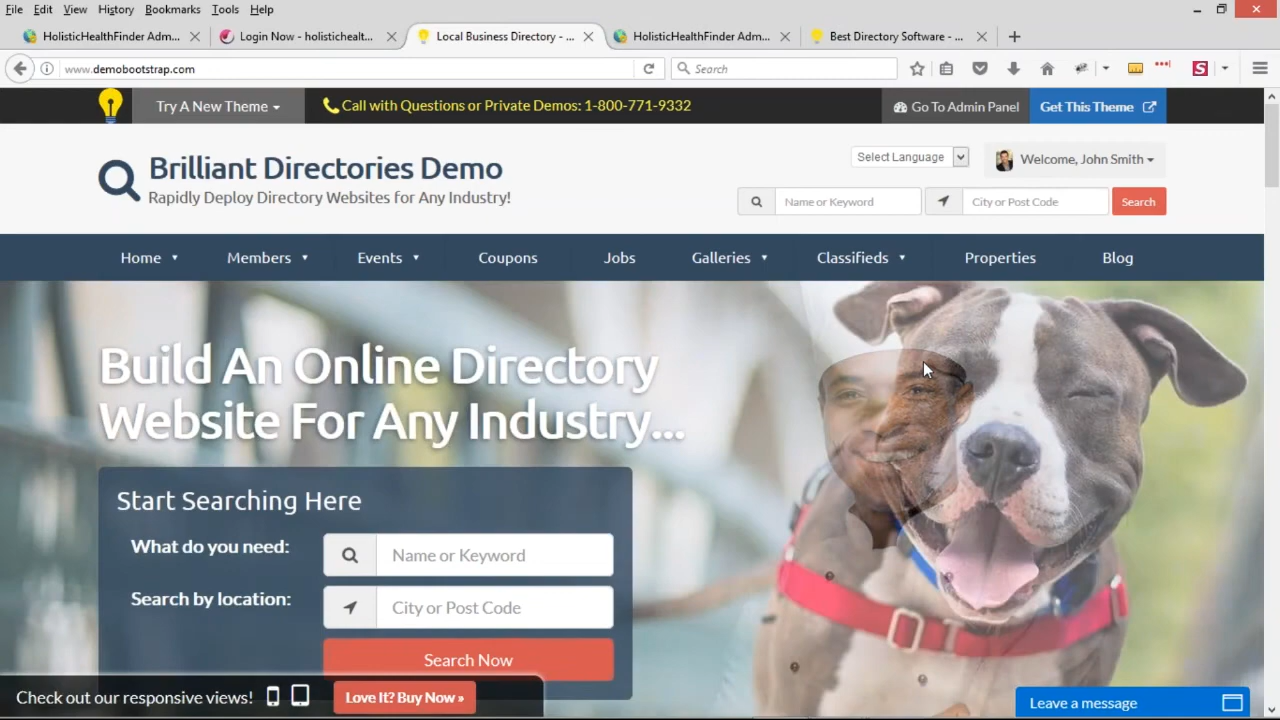 File Edit View History Bookmarks Tools Help
HolisticHealthFinder Adm... Login Now - holistichealt... Local Business Directory - ... HolisticHealthFinder Adm... Best Directory Software - ...
www.demobootstrap.com Search
Try A New Theme Call with Questions or Private Demos: 1-800-771-9332 Go To Admin Panel Get This Theme
Select Language Welcome, John Smith
Brilliant Directories Demo
Rapidly Deploy Directory Websites for Any Industry!
Name or Keyword City or Post Code Search
Home Members Events Coupons Jobs Galleries Classifieds Properties Blog
Build An Online Directory
Website For Any Industry...
Start Searching Here
What do you need: Name or Keyword
Search by location: City or Post Code
Search Now
Check out our responsive views! Love It? Buy Now »
Leave a message